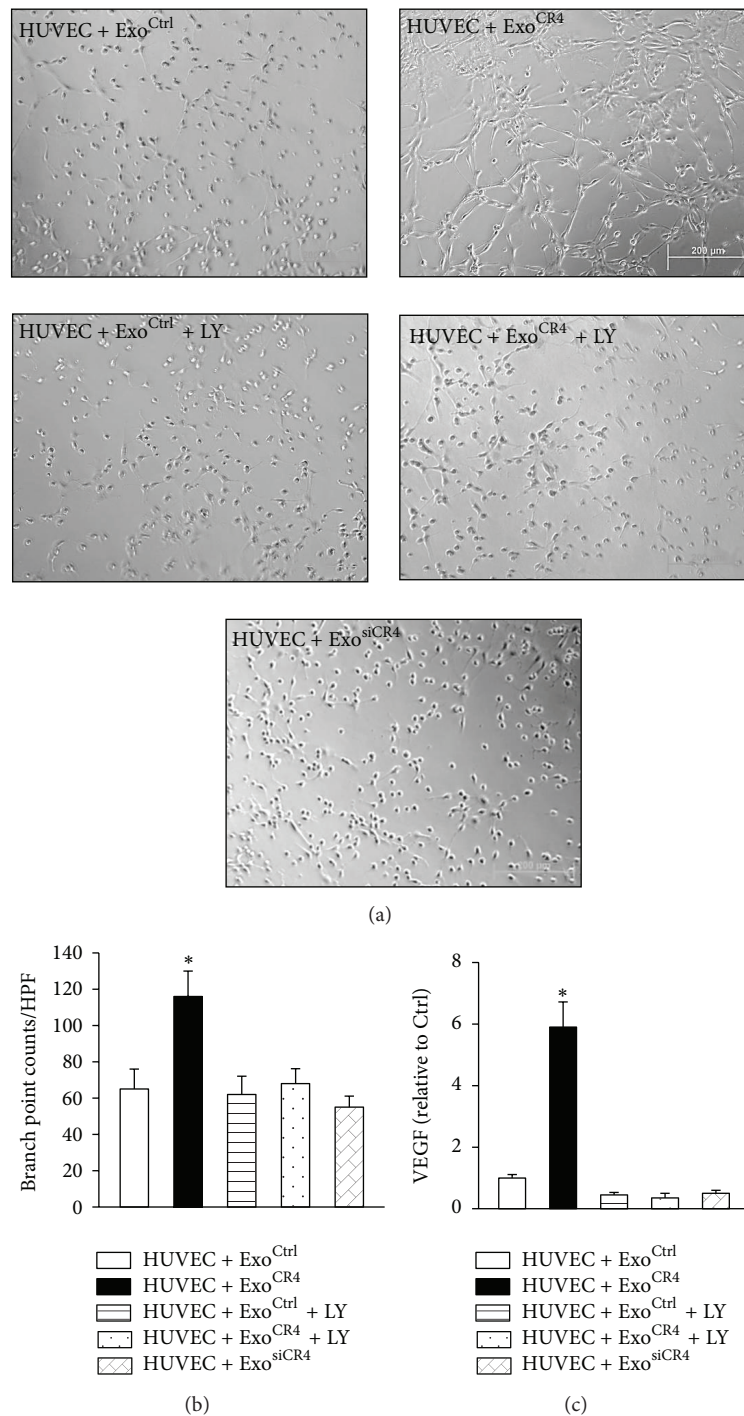 HUVEC + Exo^Ctrl
HUVEC + Exo^CR4
200 μm
HUVEC + Exo^Ctrl + LY
HUVEC + Exo^CR4 + LY
HUVEC + Exo^siCR4
(a)
Branch point counts/HPF
140
120
100
80
60
40
20
0
*
HUVEC + Exo^Ctrl
HUVEC + Exo^CR4
HUVEC + Exo^Ctrl + LY
HUVEC + Exo^CR4 + LY
HUVEC + Exo^siCR4
(b)
VEGF (relative to Ctrl)
8
6
4
2
0
*
HUVEC + Exo^Ctrl
HUVEC + Exo^CR4
HUVEC + Exo^Ctrl + LY
HUVEC + Exo^CR4 + LY
HUVEC + Exo^siCR4
(c)